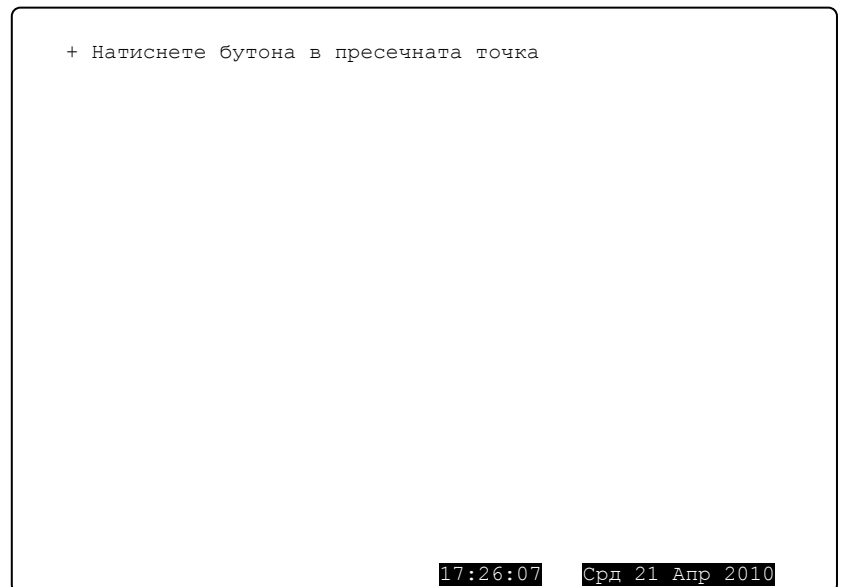 + Натиснете бутона в пресечната точка
17:26:07 Срд 21 Апр 2010